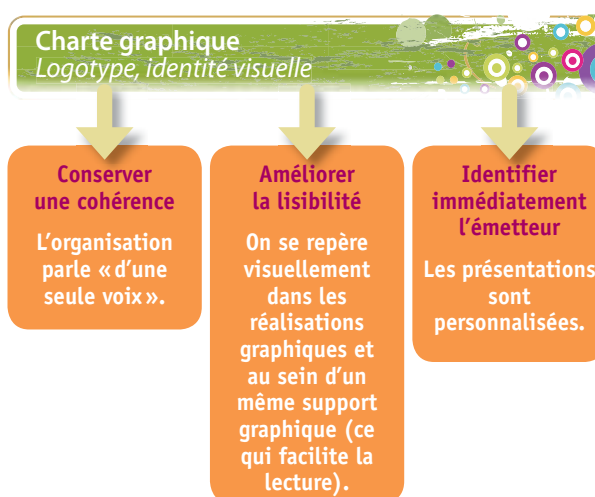 Charte graphique
Logotype, identité visuelle
Conserver
une cohérence
L’organisation
parle « d’une
seule voix ».
Améliorer
la lisibilité
On se repère
visuellement
dans les
réalisations
graphiques et
au sein d’un
même support
graphique (ce
qui facilite la
lecture).
Identifier
immédiatement
l’émetteur
Les présentations
sont
personnalisées.